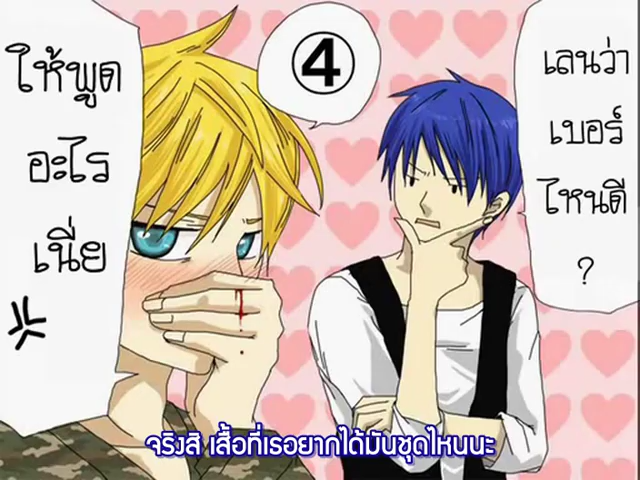 ให้พูด
อะไร
เนี่ย
④
เลนว่า
เบอร์
ไหนดี
?
จริงสิ เสื้อที่เธอยากได้มันชุดไหนนะ